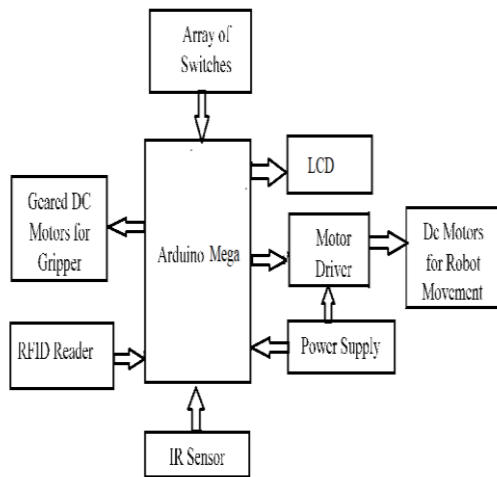 Array of
Switches
LCD
Geared DC
Motors for
Gripper
Arduino Mega
Motor
Driver
Dc Motors
for Robot
Movement
RFID Reader
Power Supply
IR Sensor